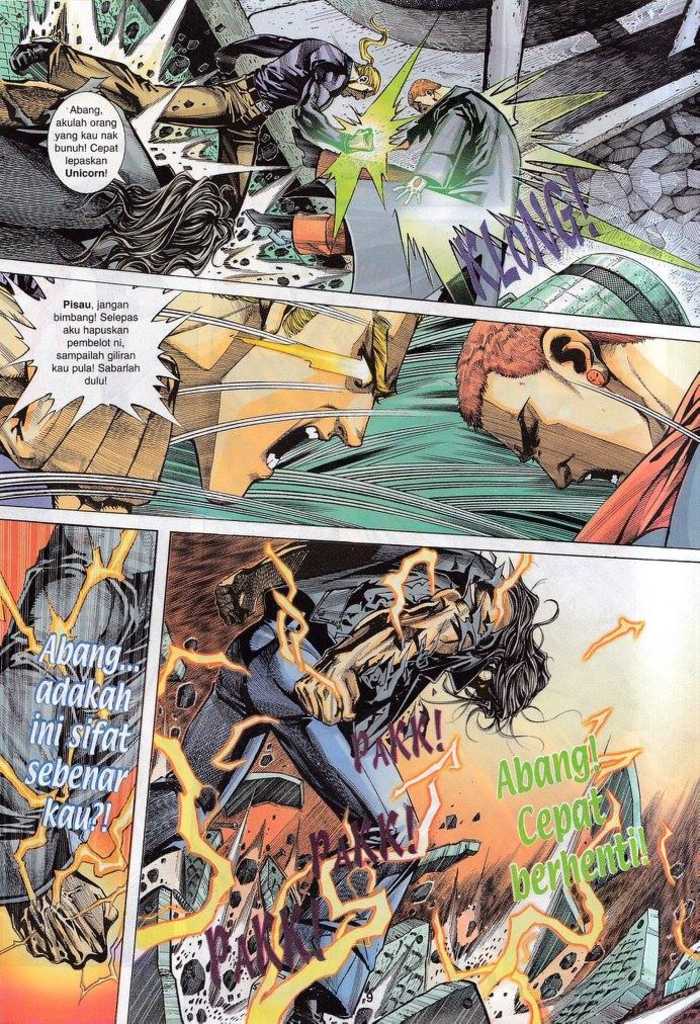 Abang,
akulah orang
yang kau nak
bunuh! Cepat
lepaskan
Unicorn!
KLONG!
Pisau, jangan
bimbang! Selepas
aku hapuskan
pembelot ni,
sampailah giliran
kau pula! Sabarlah
dulu!
Abang...
adakah
ini sifat
sebenar
kau?!
PAKK!
PAKK!
PAKK!
Abang!
Cepat
berhenti!
9